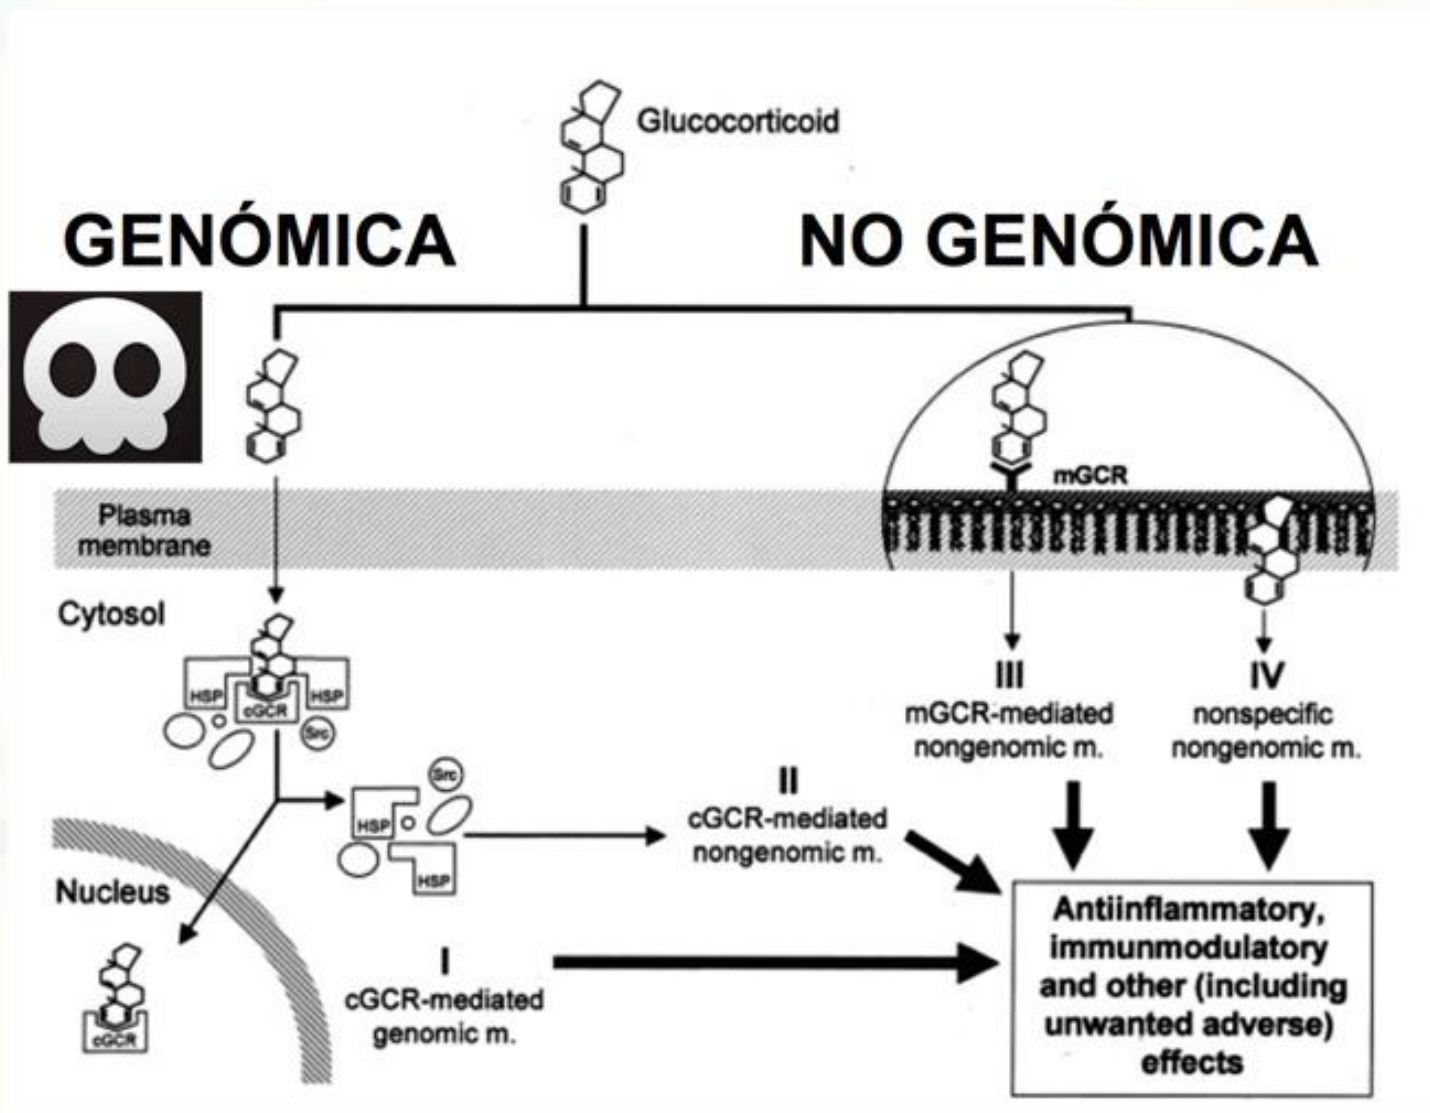 Glucocorticoid
GENÓMICA
NO GENÓMICA
mGCR
Plasma
membrane
Cytosol
HSP
HSP
cGCR
Src
III
mGCR-mediated
nongenomic m.
IV
nonspecific
nongenomic m.
Src
HSP
HSP
II
cGCR-mediated
nongenomic m.
Nucleus
cGCR
I
cGCR-mediated
genomic m.
Antiinflammatory,
immunmodulatory
and other (including
unwanted adverse)
effects